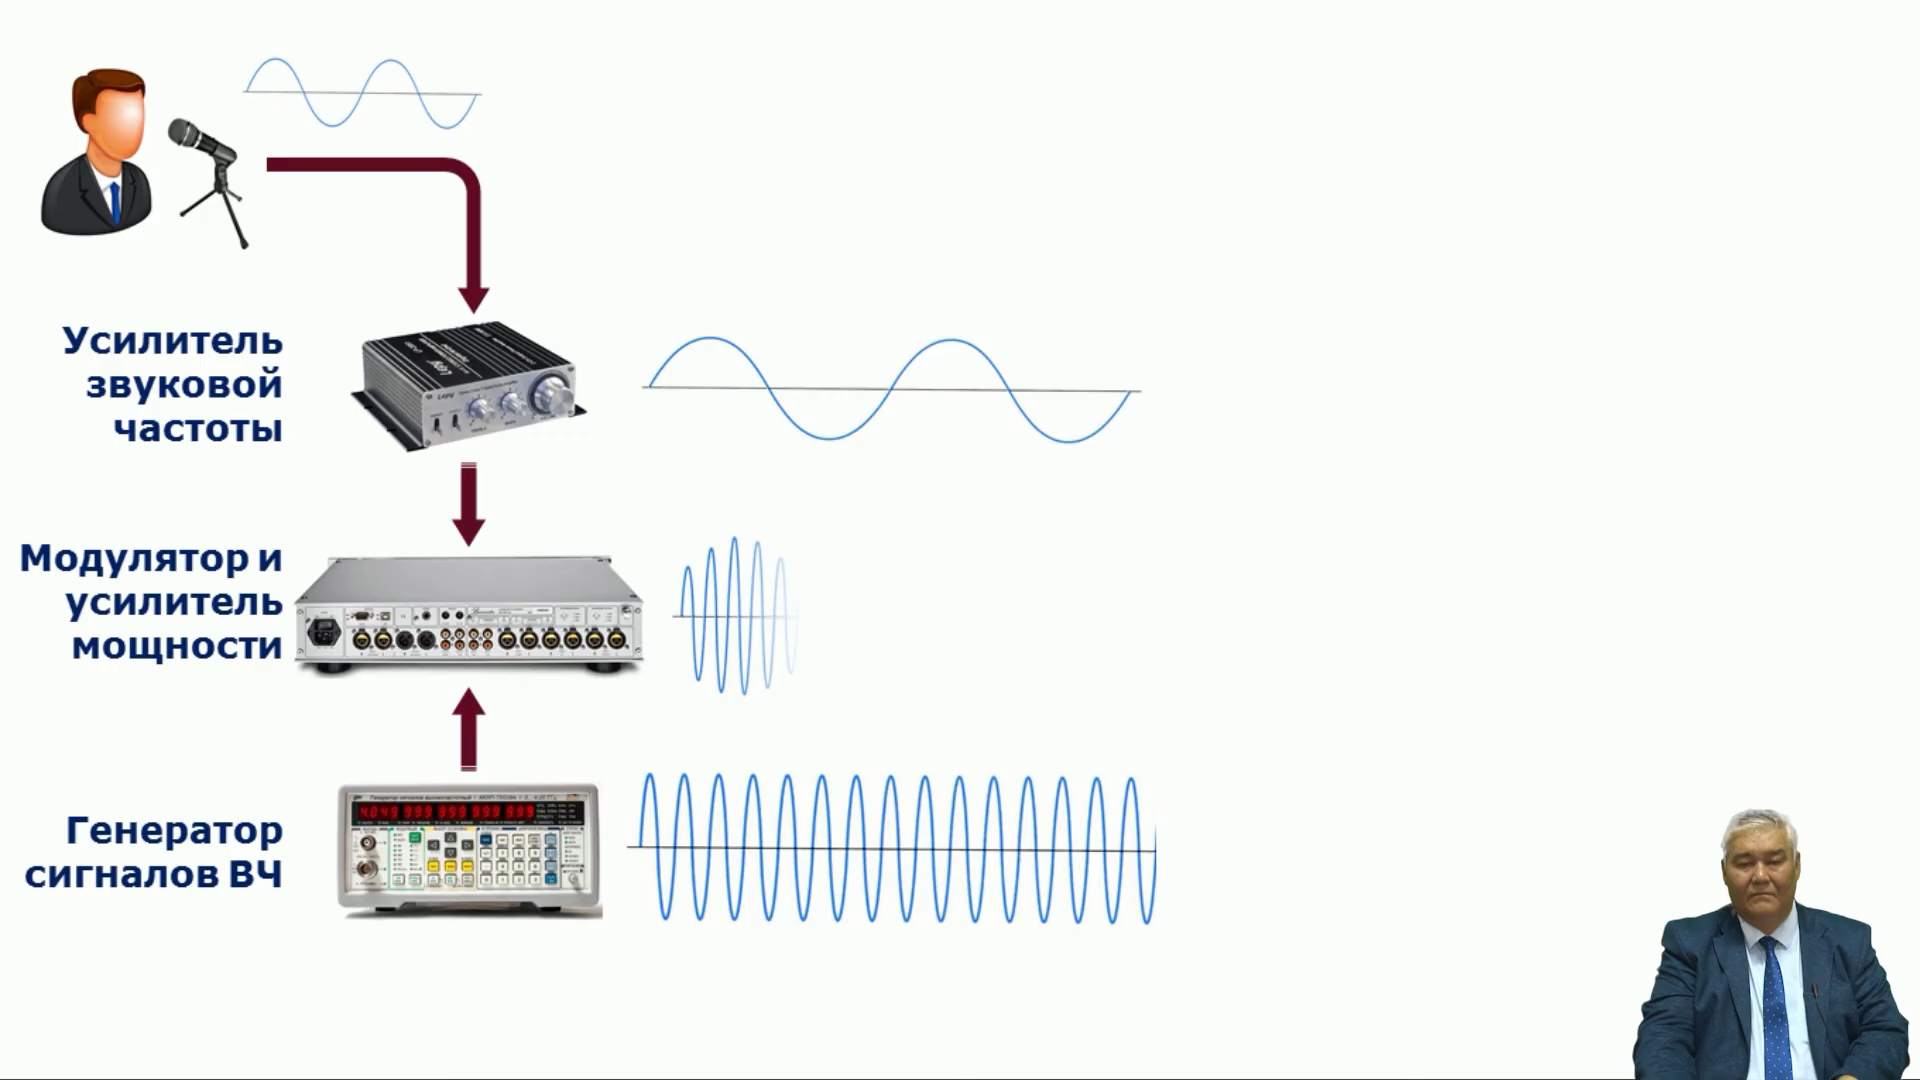 Усилитель
звуковой
частоты
Модулятор и
усилитель
мощности
Генератор
сигналов ВЧ